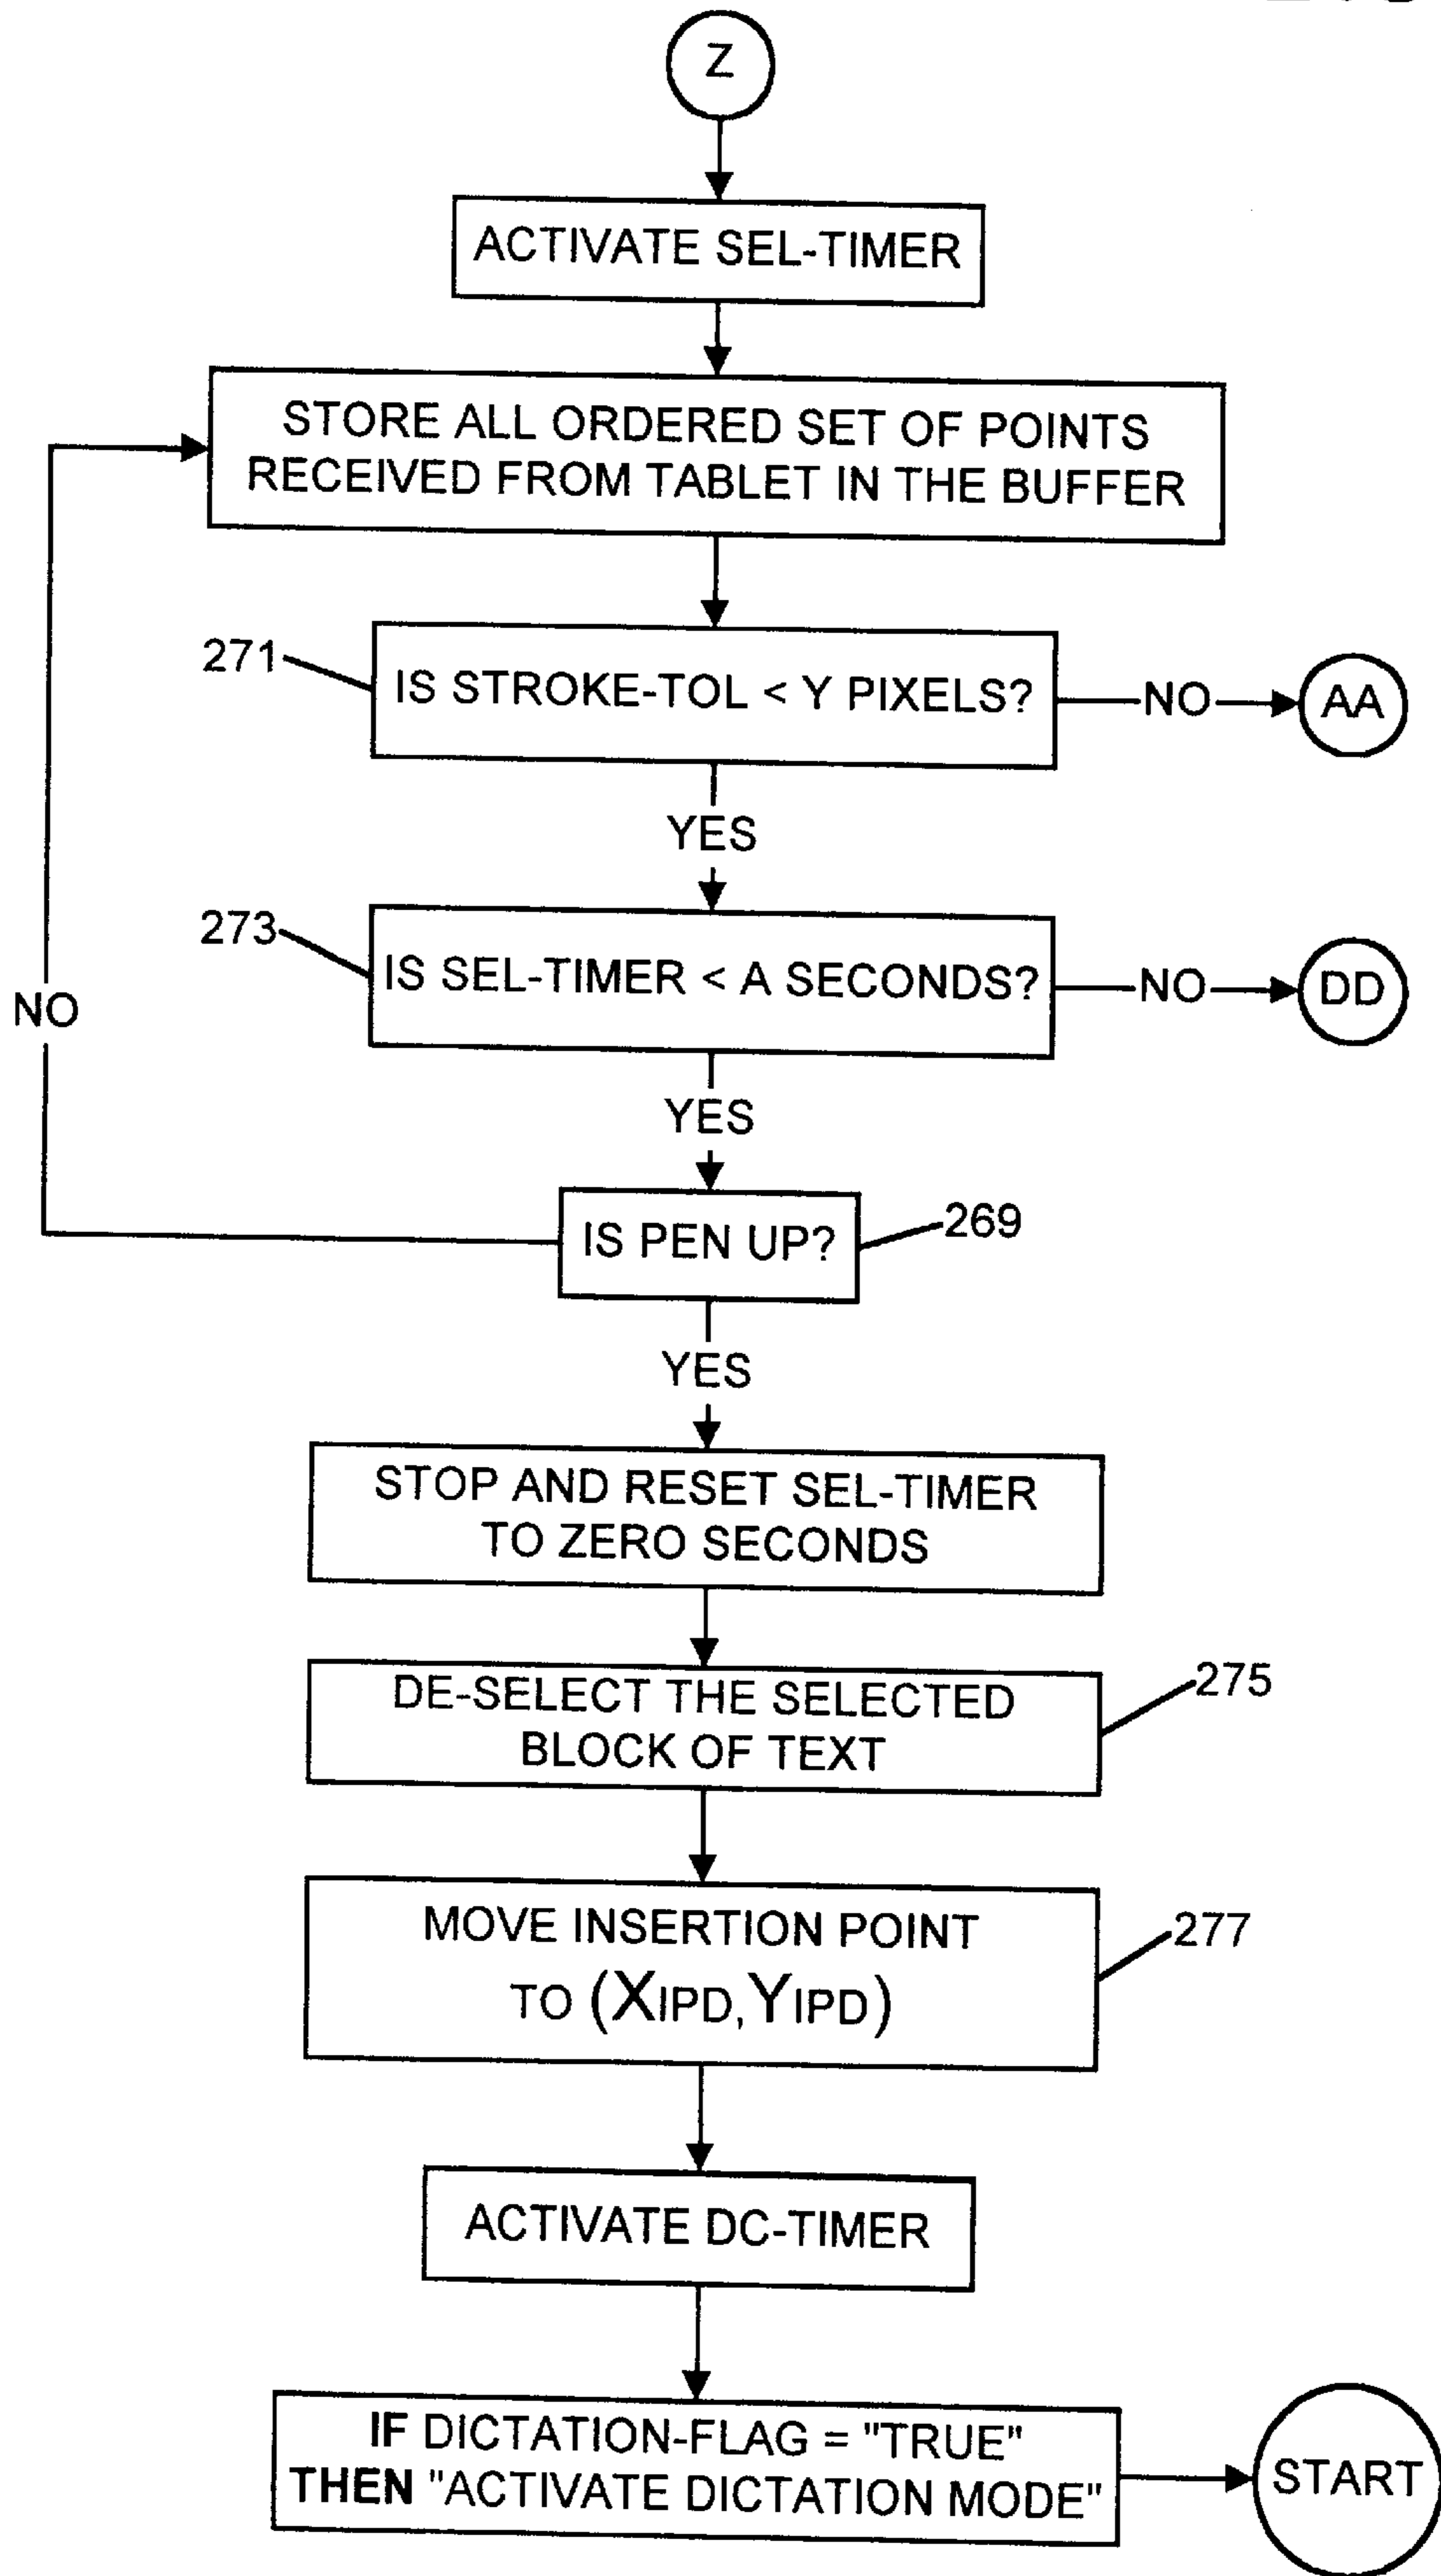 Z
ACTIVATE SEL-TIMER
STORE ALL ORDERED SET OF POINTS
RECEIVED FROM TABLET IN THE BUFFER
271
IS STROKE-TOL < Y PIXELS?
NO
AA
YES
273
IS SEL-TIMER < A SECONDS?
NO
DD
NO
YES
IS PEN UP?
269
YES
STOP AND RESET SEL-TIMER
TO ZERO SECONDS
DE-SELECT THE SELECTED
BLOCK OF TEXT
275
MOVE INSERTION POINT
TO (XIPD, YIPD)
277
ACTIVATE DC-TIMER
IF DICTATION-FLAG = "TRUE"
THEN "ACTIVATE DICTATION MODE"
START